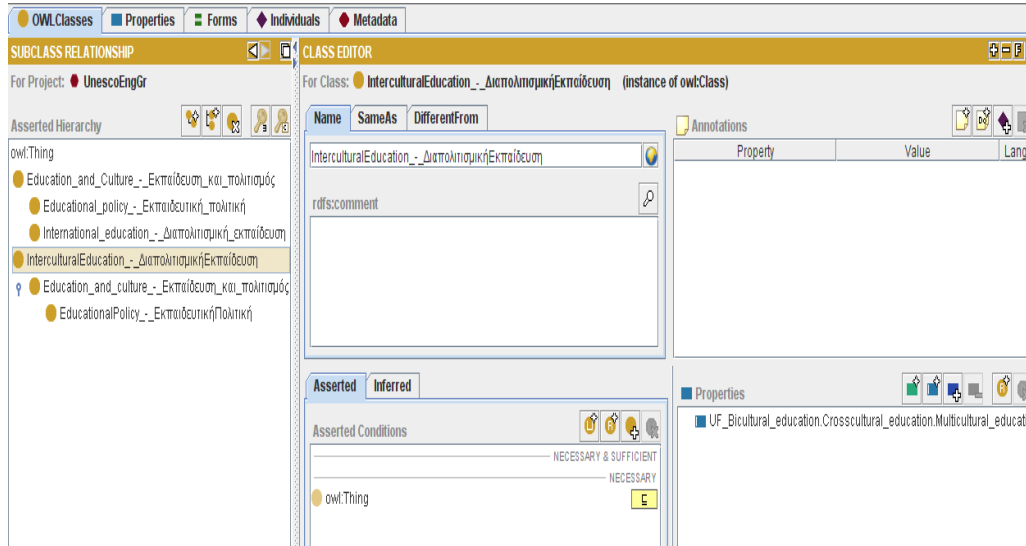 OWLClasses Properties Forms Individuals Metadata
SUBCLASS RELATIONSHIP
For Project: UnescoEngGr
Asserted Hierarchy
owl:Thing
Education_and_Culture_-_Εκπαίδευση_και_πολιτισμός
Educational_policy_-_Εκπαιδευτική_πολιτική
International_education_-_Διαπολιτισμική_εκπαίδευση
InterculturalEducation_-_ΔιαπολιτισμικήΕκπαίδευση
Education_and_culture_-_Εκπαίδευση_και_πολιτισμός
EducationalPolicy_-_ΕκπαιδευτικήΠολιτική
CLASS EDITOR
For Class: InterculturalEducation_-_ΔιαπολιτισμικήΕκπαίδευση (instance of owl:Class)
Name SameAs DifferentFrom
InterculturalEducation_-_ΔιαπολιτισμικήΕκπαίδευση
rdfs:comment
Annotations
Property Value Lang
Asserted Inferred
Asserted Conditions
NECESSARY & SUFFICIENT
NECESSARY
owl:Thing
Properties
UF_Bicultural_education.Crosscultural_education.Multicultural_educati